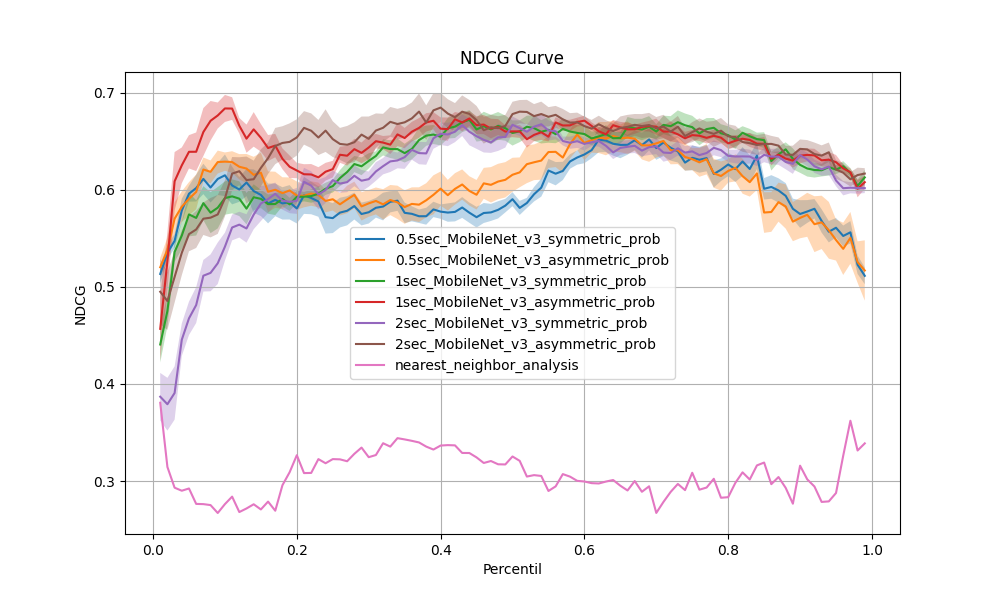 NDCG Curve
NDCG
0.7
0.6
0.5
0.4
0.3
0.5sec_MobileNet_v3_symmetric_prob
0.5sec_MobileNet_v3_asymmetric_prob
1sec_MobileNet_v3_symmetric_prob
1sec_MobileNet_v3_asymmetric_prob
2sec_MobileNet_v3_symmetric_prob
2sec_MobileNet_v3_asymmetric_prob
nearest_neighbor_analysis
0.0 0.2 0.4 0.6 0.8 1.0
Percentil